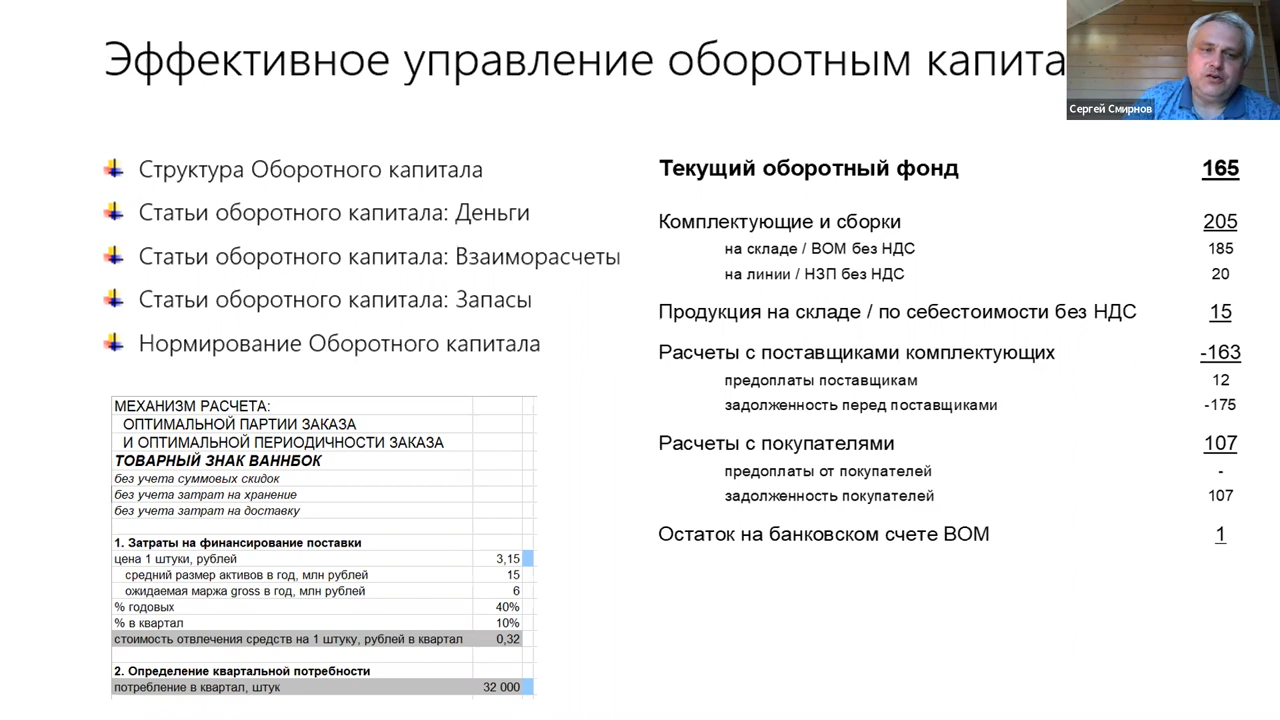 Эффективное управление оборотным капита
Сергей Смирнов
Структура Оборотного капитала
Статьи оборотного капитала: Деньги
Статьи оборотного капитала: Взаиморасчеты
Статьи оборотного капитала: Запасы
Нормирование Оборотного капитала
МЕХАНИЗМ РАСЧЕТА:
ОПТИМАЛЬНОЙ ПАРТИИ ЗАКАЗА
И ОПТИМАЛЬНОЙ ПЕРИОДИЧНОСТИ ЗАКАЗА
ТОВАРНЫЙ ЗНАК ВАННБОК
без учета суммовых скидок
без учета затрат на хранение
без учета затрат на доставку
1. Затраты на финансирование поставки
цена 1 штуки, рублей 3,15
средний размер активов в год, млн рублей 15
ожидаемая маржа gross в год, млн рублей 6
% годовых 40%
% в квартал 10%
стоимость отвлечения средств на 1 штуку, рублей в квартал 0,32
2. Определение квартальной потребности
потребление в квартал, штук 32 000
Текущий оборотный фонд 165
Комплектующие и сборки 205
на складе / ВОМ без НДС 185
на линии / НЗП без НДС 20
Продукция на складе / по себестоимости без НДС 15
Расчеты с поставщиками комплектующих -163
предоплаты поставщикам 12
задолженность перед поставщиками -175
Расчеты с покупателями 107
предоплаты от покупателей -
задолженность покупателей 107
Остаток на банковском счете ВОМ 1